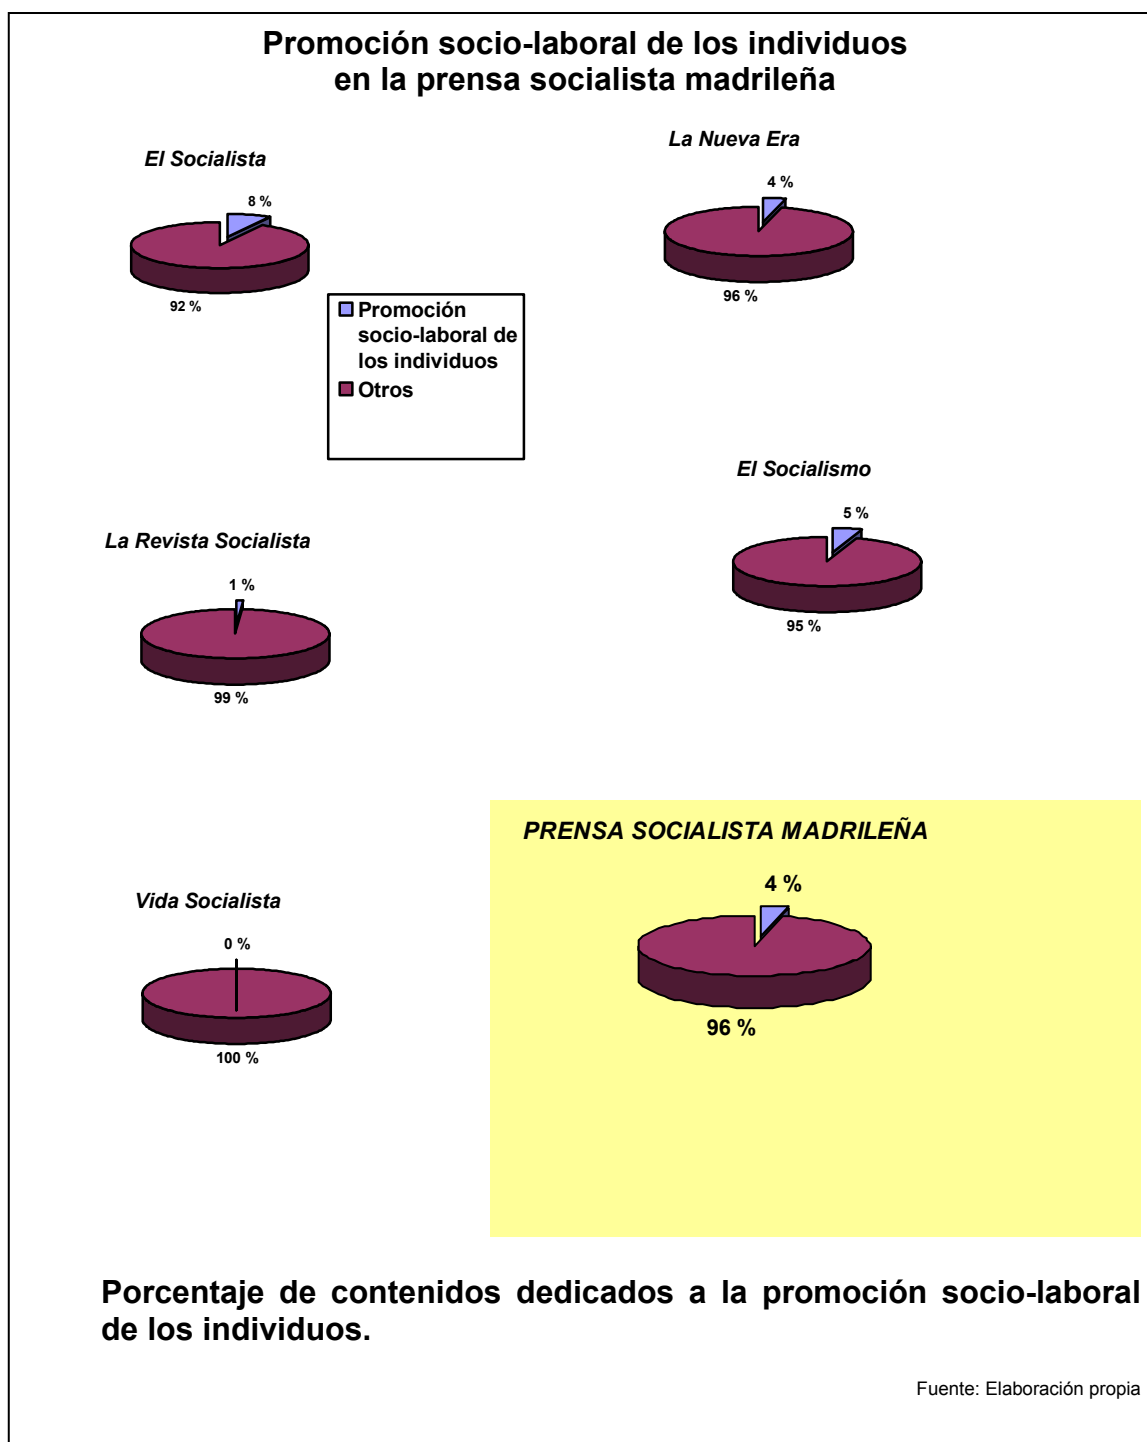 Promoción socio-laboral de los individuos
en la prensa socialista madrileña
El Socialista
8 %
92 %
La Nueva Era
4 %
96 %
Promoción
socio-laboral de
los individuos
Otros
El Socialismo
5 %
95 %
La Revista Socialista
1 %
99 %
Vida Socialista
0 %
100 %
PRENSA SOCIALISTA MADRILEÑA
4 %
96 %
Porcentaje de contenidos dedicados a la promoción socio-laboral
de los individuos.
Fuente: Elaboración propia